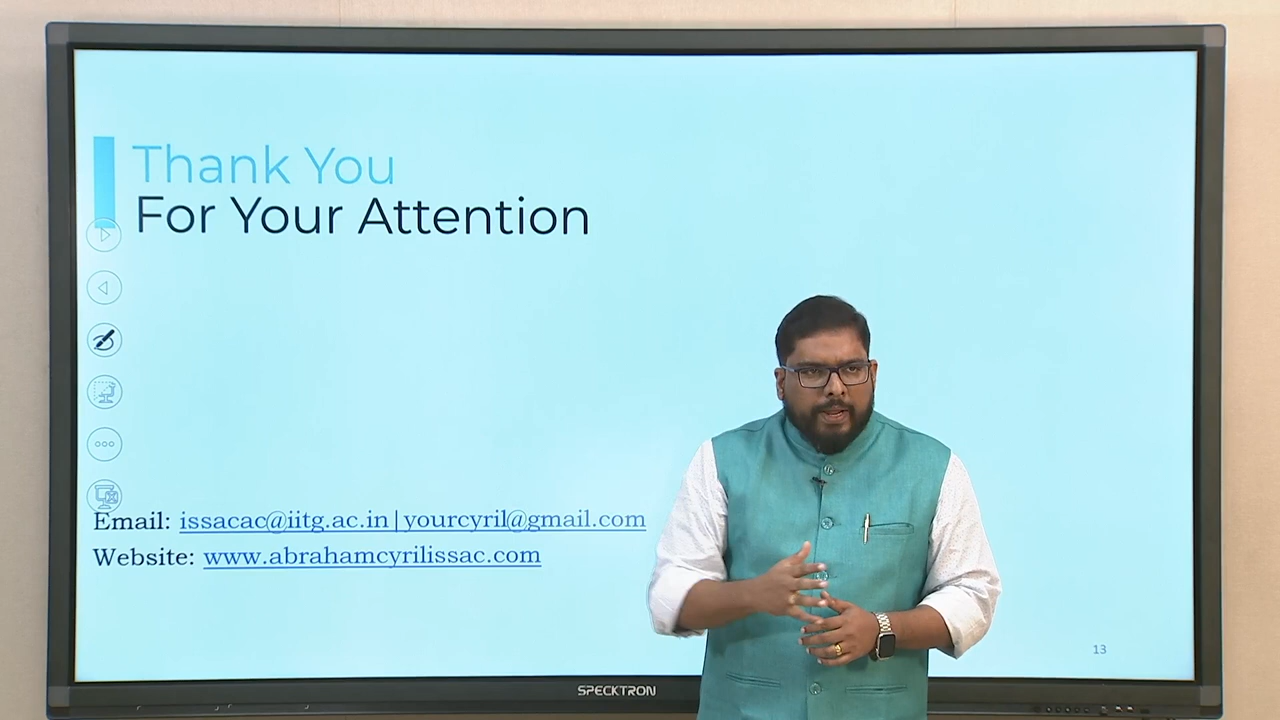 Thank You
For Your Attention
Email: issacac@iitg.ac.in|yourcyril@gmail.com
Website: www.abrahamcyrilissac.com
13
SPECKTRON